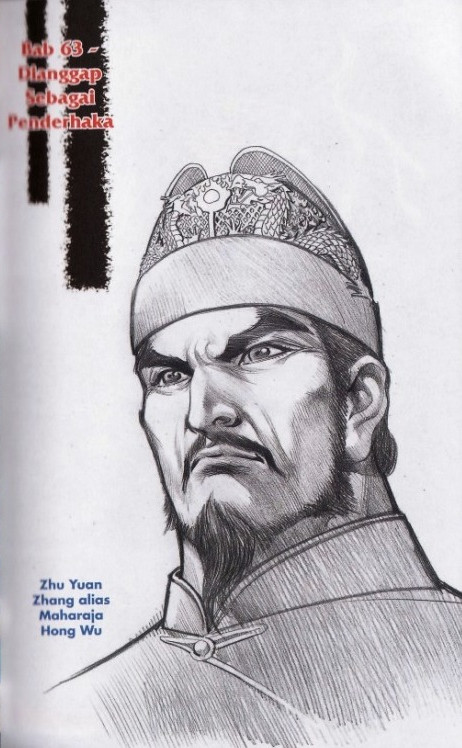 Bab 63 -
Dianggap
Sebagai
Penderhaka
Zhu Yuan
Zhang alias
Maharaja
Hong Wu